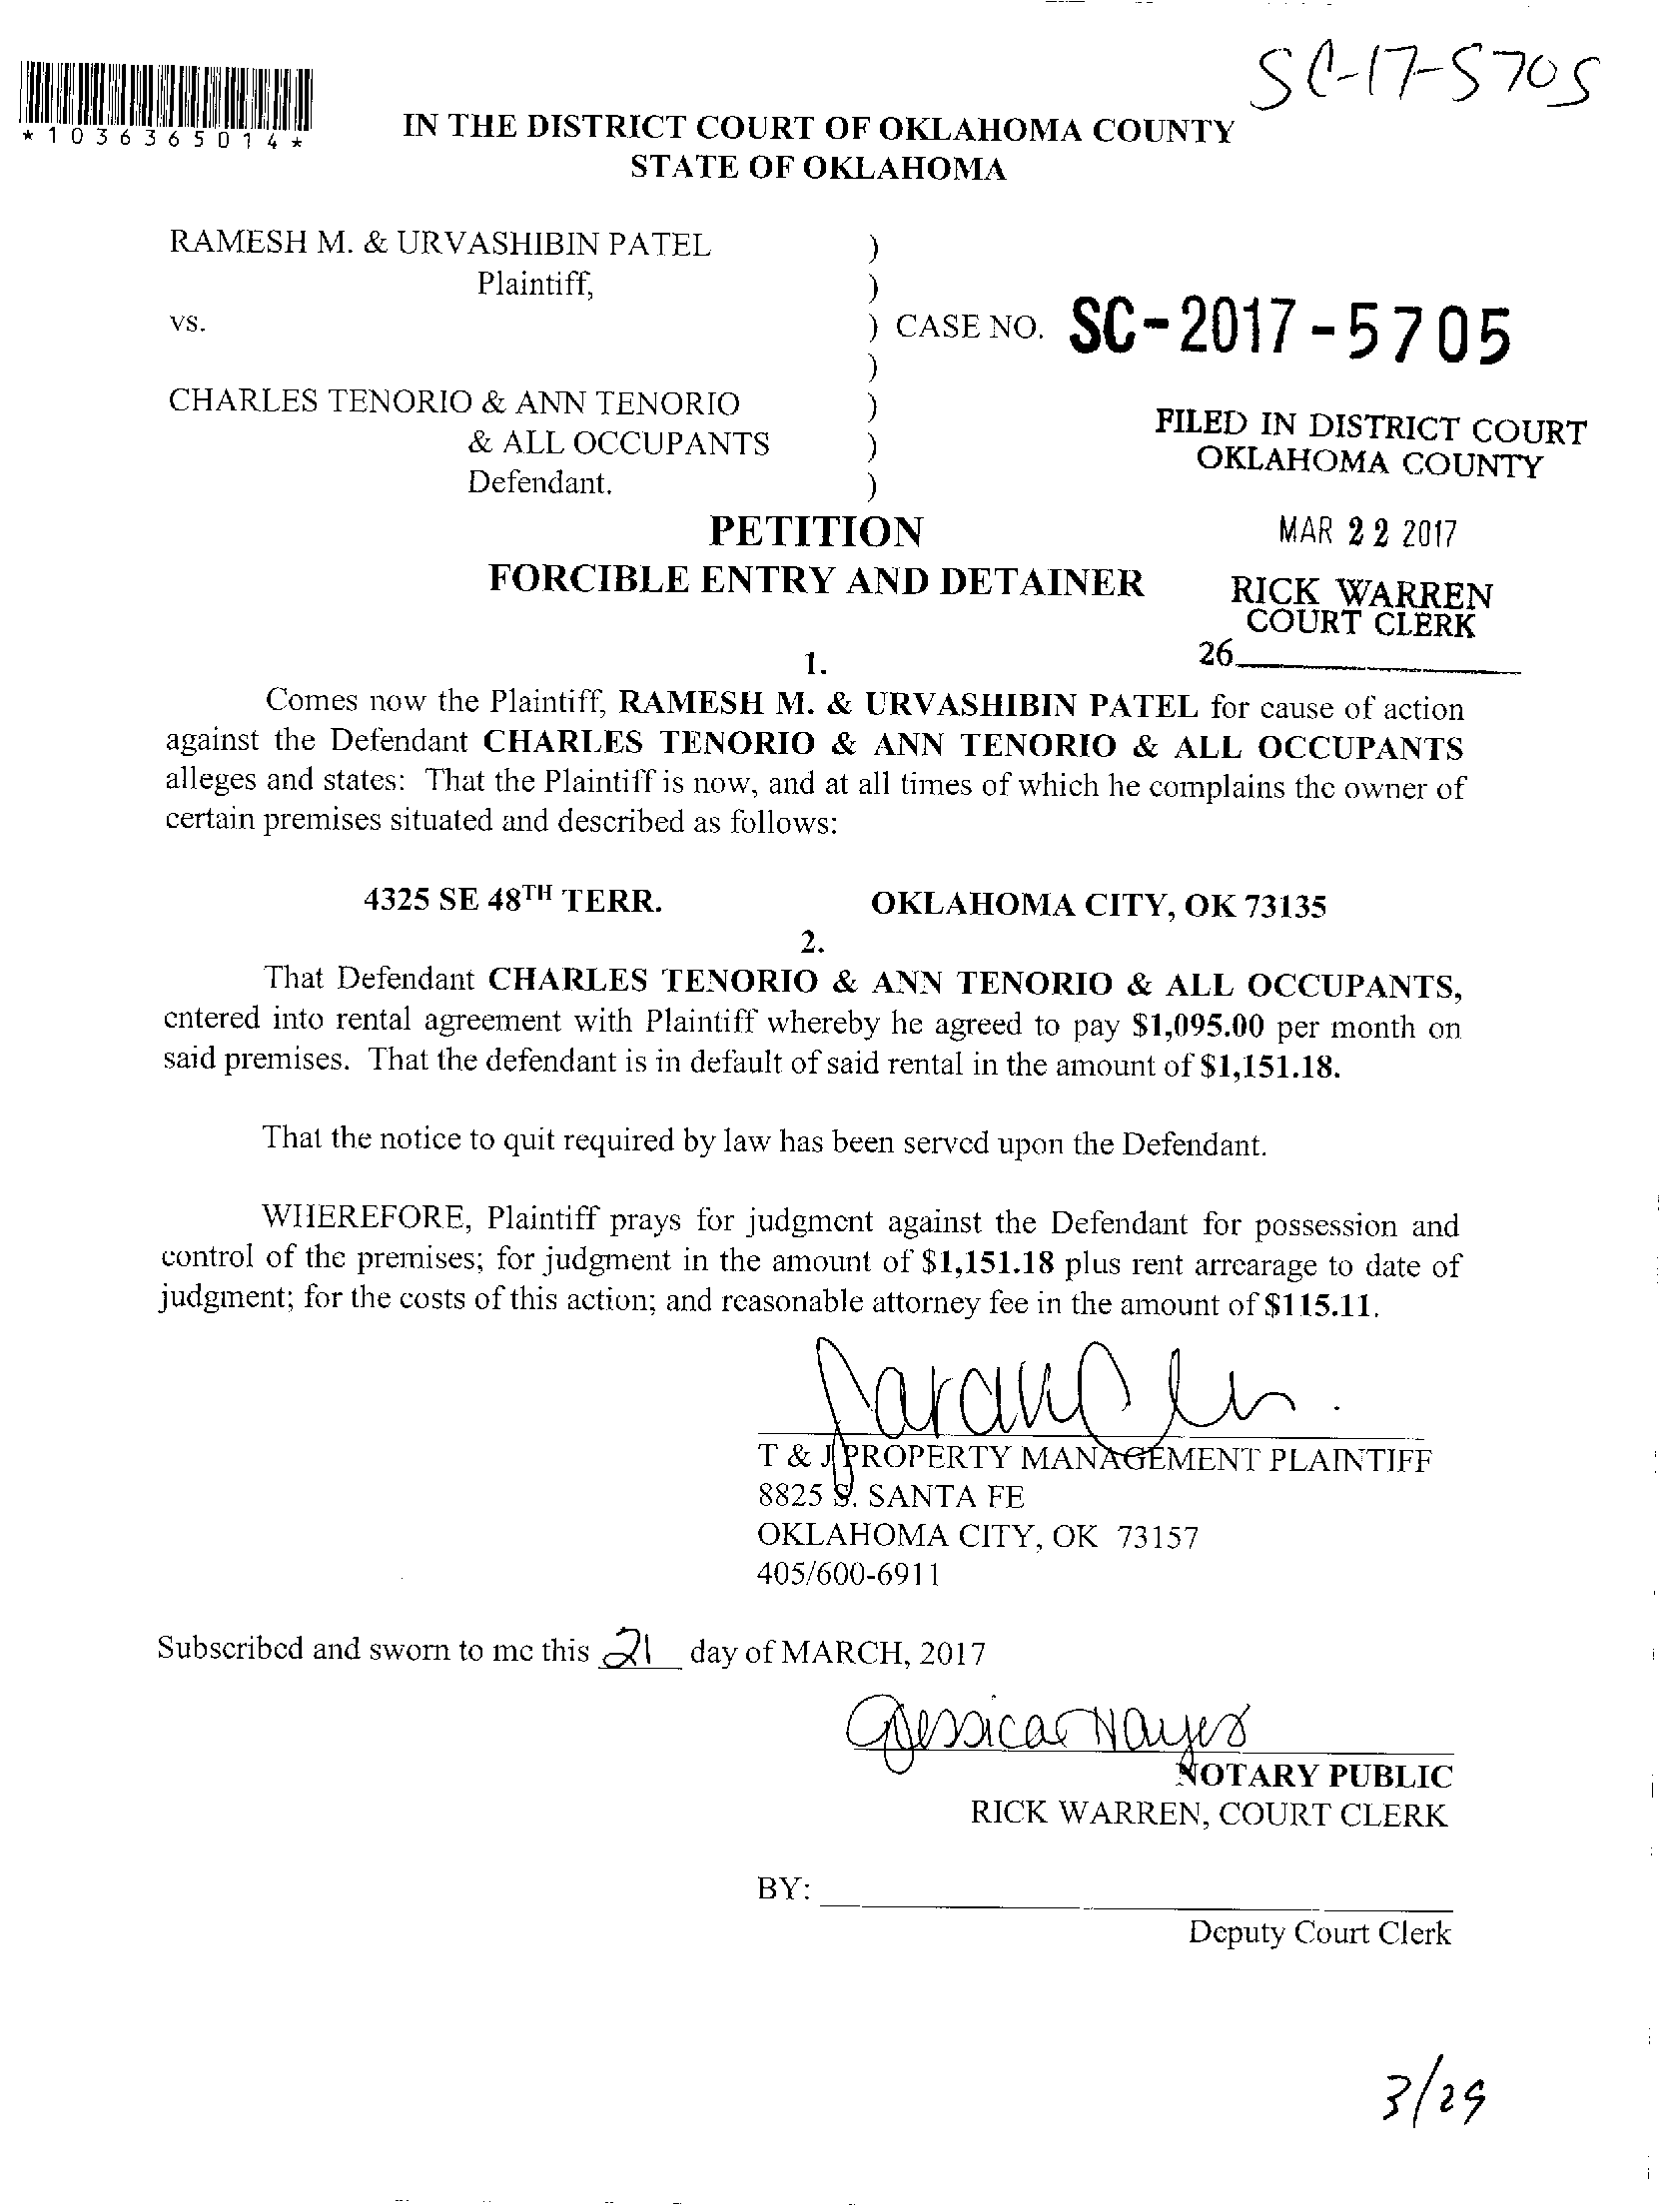 SC-17-5705
*1036365014*
IN THE DISTRICT COURT OF OKLAHOMA COUNTY
STATE OF OKLAHOMA
RAMESH M. & URVASHIBIN PATEL )
Plaintiff, )
vs. ) CASE NO. SC-2017-5705
)
CHARLES TENORIO & ANN TENORIO )
& ALL OCCUPANTS )
Defendant. )
FILED IN DISTRICT COURT
OKLAHOMA COUNTY
MAR 22 2017
RICK WARREN
COURT CLERK
26
PETITION
FORCIBLE ENTRY AND DETAINER
1.
Comes now the Plaintiff, RAMESH M. & URVASHIBIN PATEL for cause of action
against the Defendant CHARLES TENORIO & ANN TENORIO & ALL OCCUPANTS
alleges and states: That the Plaintiff is now, and at all times of which he complains the owner of
certain premises situated and described as follows:
4325 SE 48TH TERR. OKLAHOMA CITY, OK 73135
2.
That Defendant CHARLES TENORIO & ANN TENORIO & ALL OCCUPANTS,
entered into rental agreement with Plaintiff whereby he agreed to pay $1,095.00 per month on
said premises. That the defendant is in default of said rental in the amount of $1,151.18.
That the notice to quit required by law has been served upon the Defendant.
WHEREFORE, Plaintiff prays for judgment against the Defendant for possession and
control of the premises; for judgment in the amount of $1,151.18 plus rent arrearage to date of
judgment; for the costs of this action; and reasonable attorney fee in the amount of $115.11.
T & J PROPERTY MANAGEMENT PLAINTIFF
8825 S. SANTA FE
OKLAHOMA CITY, OK 73157
405/600-6911
Subscribed and sworn to me this 21 day of MARCH, 2017
Jessica Hayes
NOTARY PUBLIC
RICK WARREN, COURT CLERK
BY:
Deputy Court Clerk
3/29